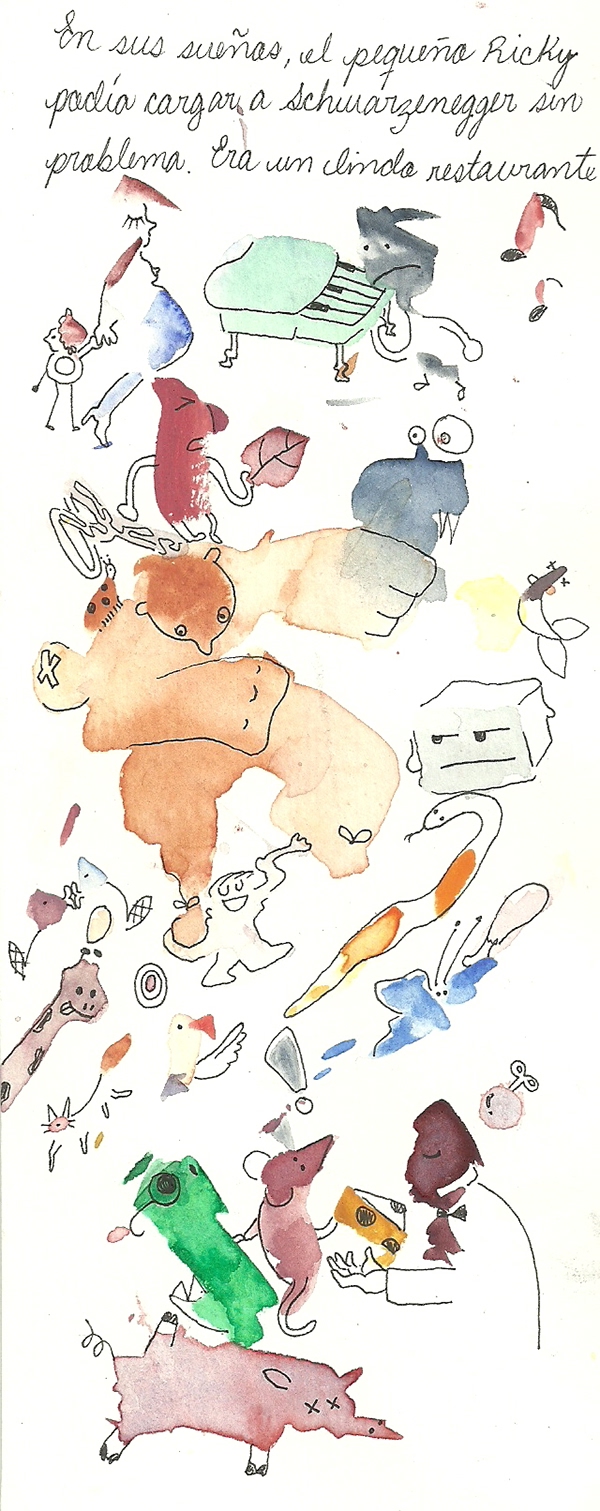 En sus sueños, el pequeño Ricky
podía cargar a Schwarzenegger sin
problema. Era un lindo restaurante